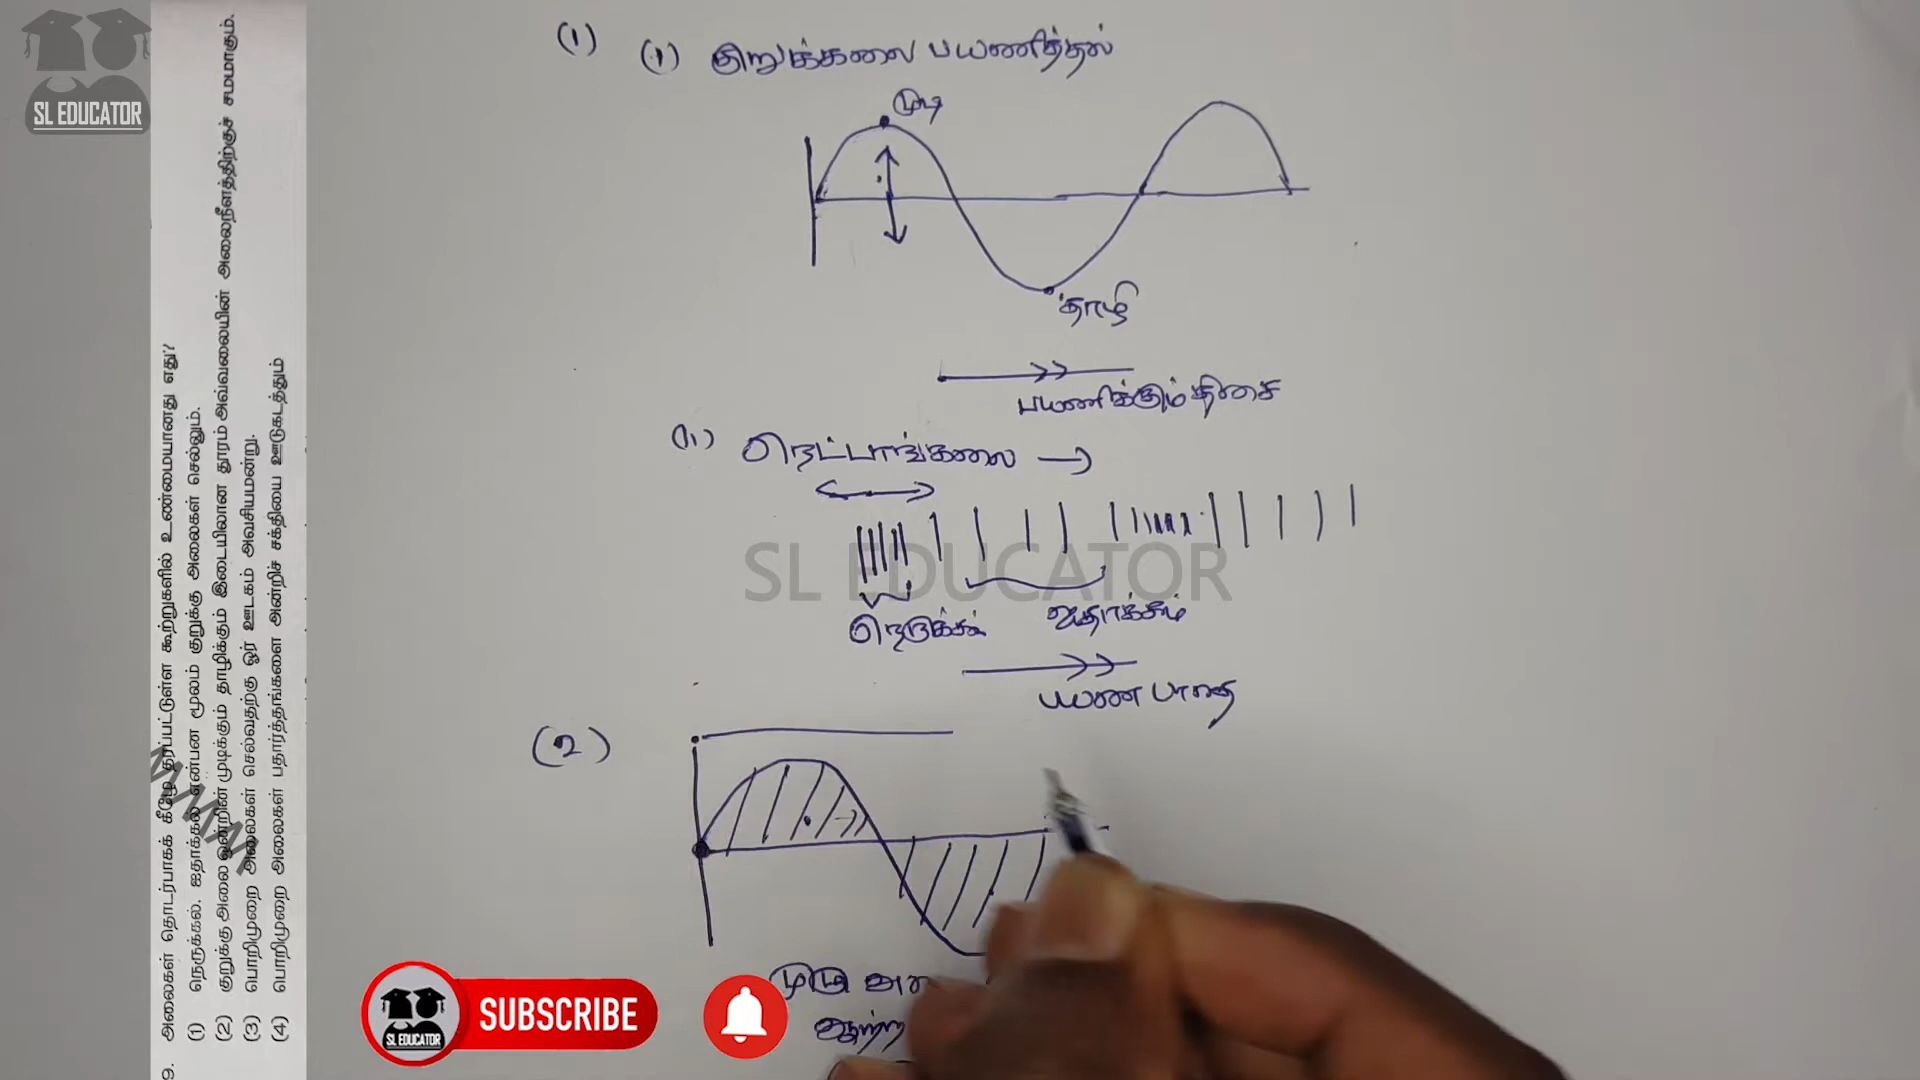 SL EDUCATOR
9. அலைகள் தொடர்பாகக் கீழே தரப்பட்டுள்ள கூற்றுகளில் உண்மையானது எது?
(1) நெருக்கல், ஐதாக்கல் என்பன மூலம் குறுக்கு அலைகள் செல்லும்.
(2) குறுக்கு அலை ஒன்றின் முடிக்கும் தாழிக்கும் இடையிலான தூரம் அவ்வலையின் அலைநீளத்திற்குச் சமமாகும்.
(3) பொறிமுறை அலைகள் செல்வதற்கு ஓர் ஊடகம் அவசியமன்று.
(4) பொறிமுறை அலைகள் பதார்த்தங்களை அன்றிச் சக்தியை ஊடுகடத்தும்
(1) (i) குறுக்கலை பயணித்தல்
முடி
தாழி
பயணிக்கும் திசை
(ii) நெட்டாங்கலை
SL EDUCATOR
நெருக்கம் ஐதாக்கம்
பயண பாதை
(2)
முழு
SL EDUCATOR
SUBSCRIBE